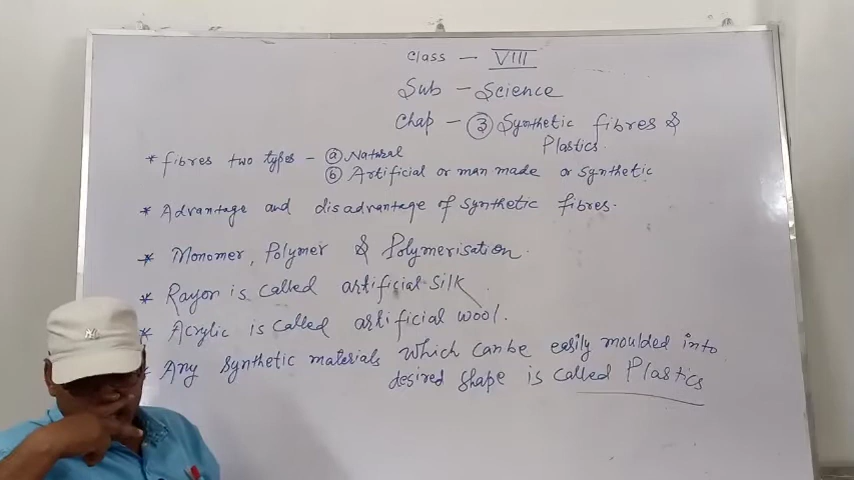 Class — VIII
Sub — Science
Chap — ③ Synthetic fibres &
Plastics.
* Fibres two types — ⓐ Natural
ⓑ Artificial or man made or synthetic
* Advantage and disadvantage of synthetic fibres.
* Monomer, Polymer & Polymerisation.
* Rayon is called artificial silk
* Acrylic is called artificial wool.
* Any synthetic materials which can be easily moulded into
desired shape is called Plastics